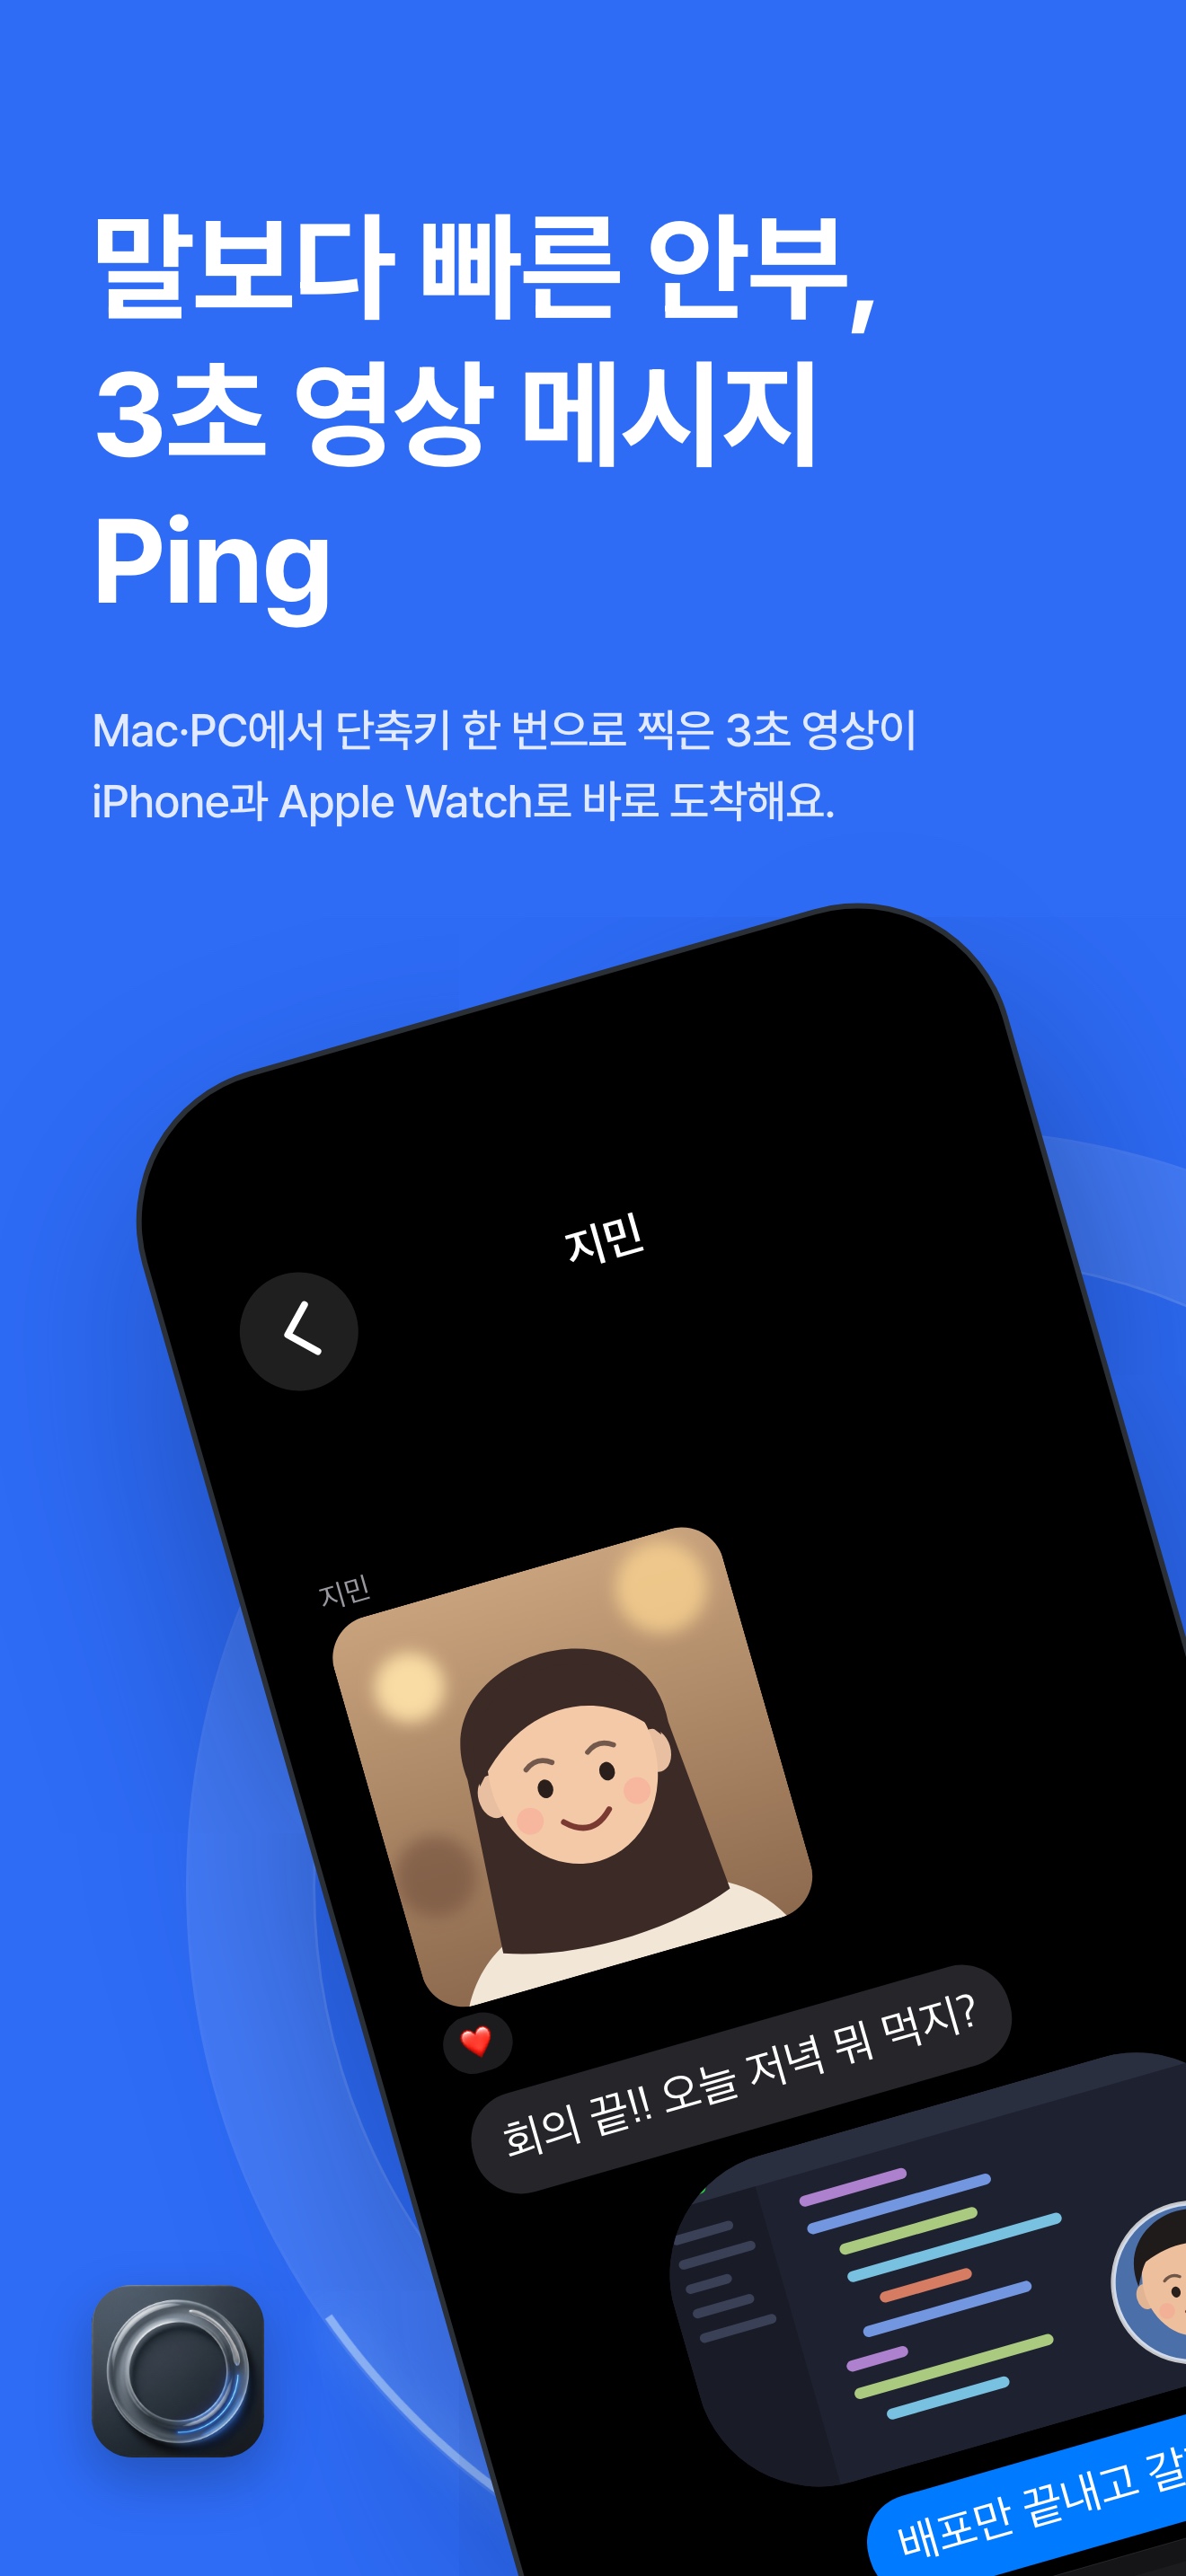 말보다 빠른 안부,
3초 영상 메시지
Ping
Mac·PC에서 단축키 한 번으로 찍은 3초 영상이
iPhone과 Apple Watch로 바로 도착해요.
지민
지민
회의 끝!! 오늘 저녁 뭐 먹지?
배포만 끝내고